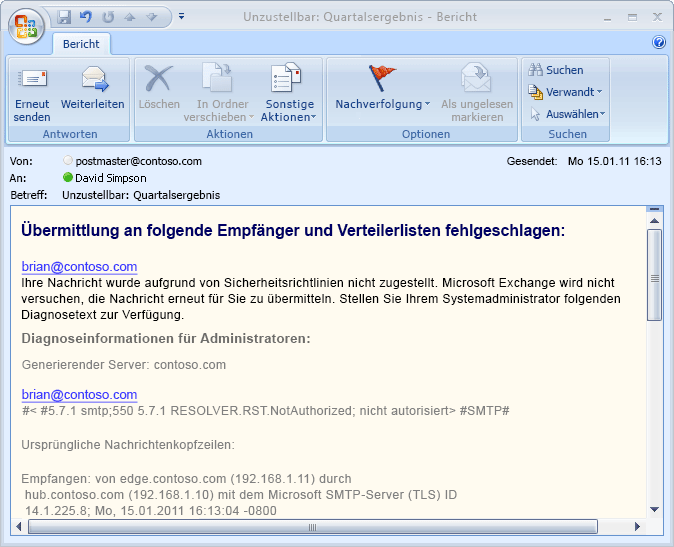 Unzustellbar: Quartalsergebnis - Bericht
Bericht
Erneut senden
Weiterleiten
Löschen
In Ordner verschieben
Sonstige Aktionen
Nachverfolgung
Als ungelesen markieren
Suchen
Verwandt
Auswählen
Antworten
Aktionen
Optionen
Suchen
Von: postmaster@contoso.com Gesendet: Mo 15.01.11 16:13
An: David Simpson
Betreff: Unzustellbar: Quartalsergebnis
Übermittlung an folgende Empfänger und Verteilerlisten fehlgeschlagen:
brian@contoso.com
Ihre Nachricht wurde aufgrund von Sicherheitsrichtlinien nicht zugestellt. Microsoft Exchange wird nicht
versuchen, die Nachricht erneut für Sie zu übermitteln. Stellen Sie Ihrem Systemadministrator folgenden
Diagnosetext zur Verfügung.
Diagnoseinformationen für Administratoren:
Generierender Server: contoso.com
brian@contoso.com
#< #5.7.1 smtp;550 5.7.1 RESOLVER.RST.NotAuthorized; nicht autorisiert> #SMTP#
Ursprüngliche Nachrichtenkopfzeilen:
Empfangen: von edge.contoso.com (192.168.1.11) durch
hub.contoso.com (192.168.1.10) mit dem Microsoft SMTP-Server (TLS) ID
14.1.225.8; Mo, 15.01.2011 16:13:04 -0800